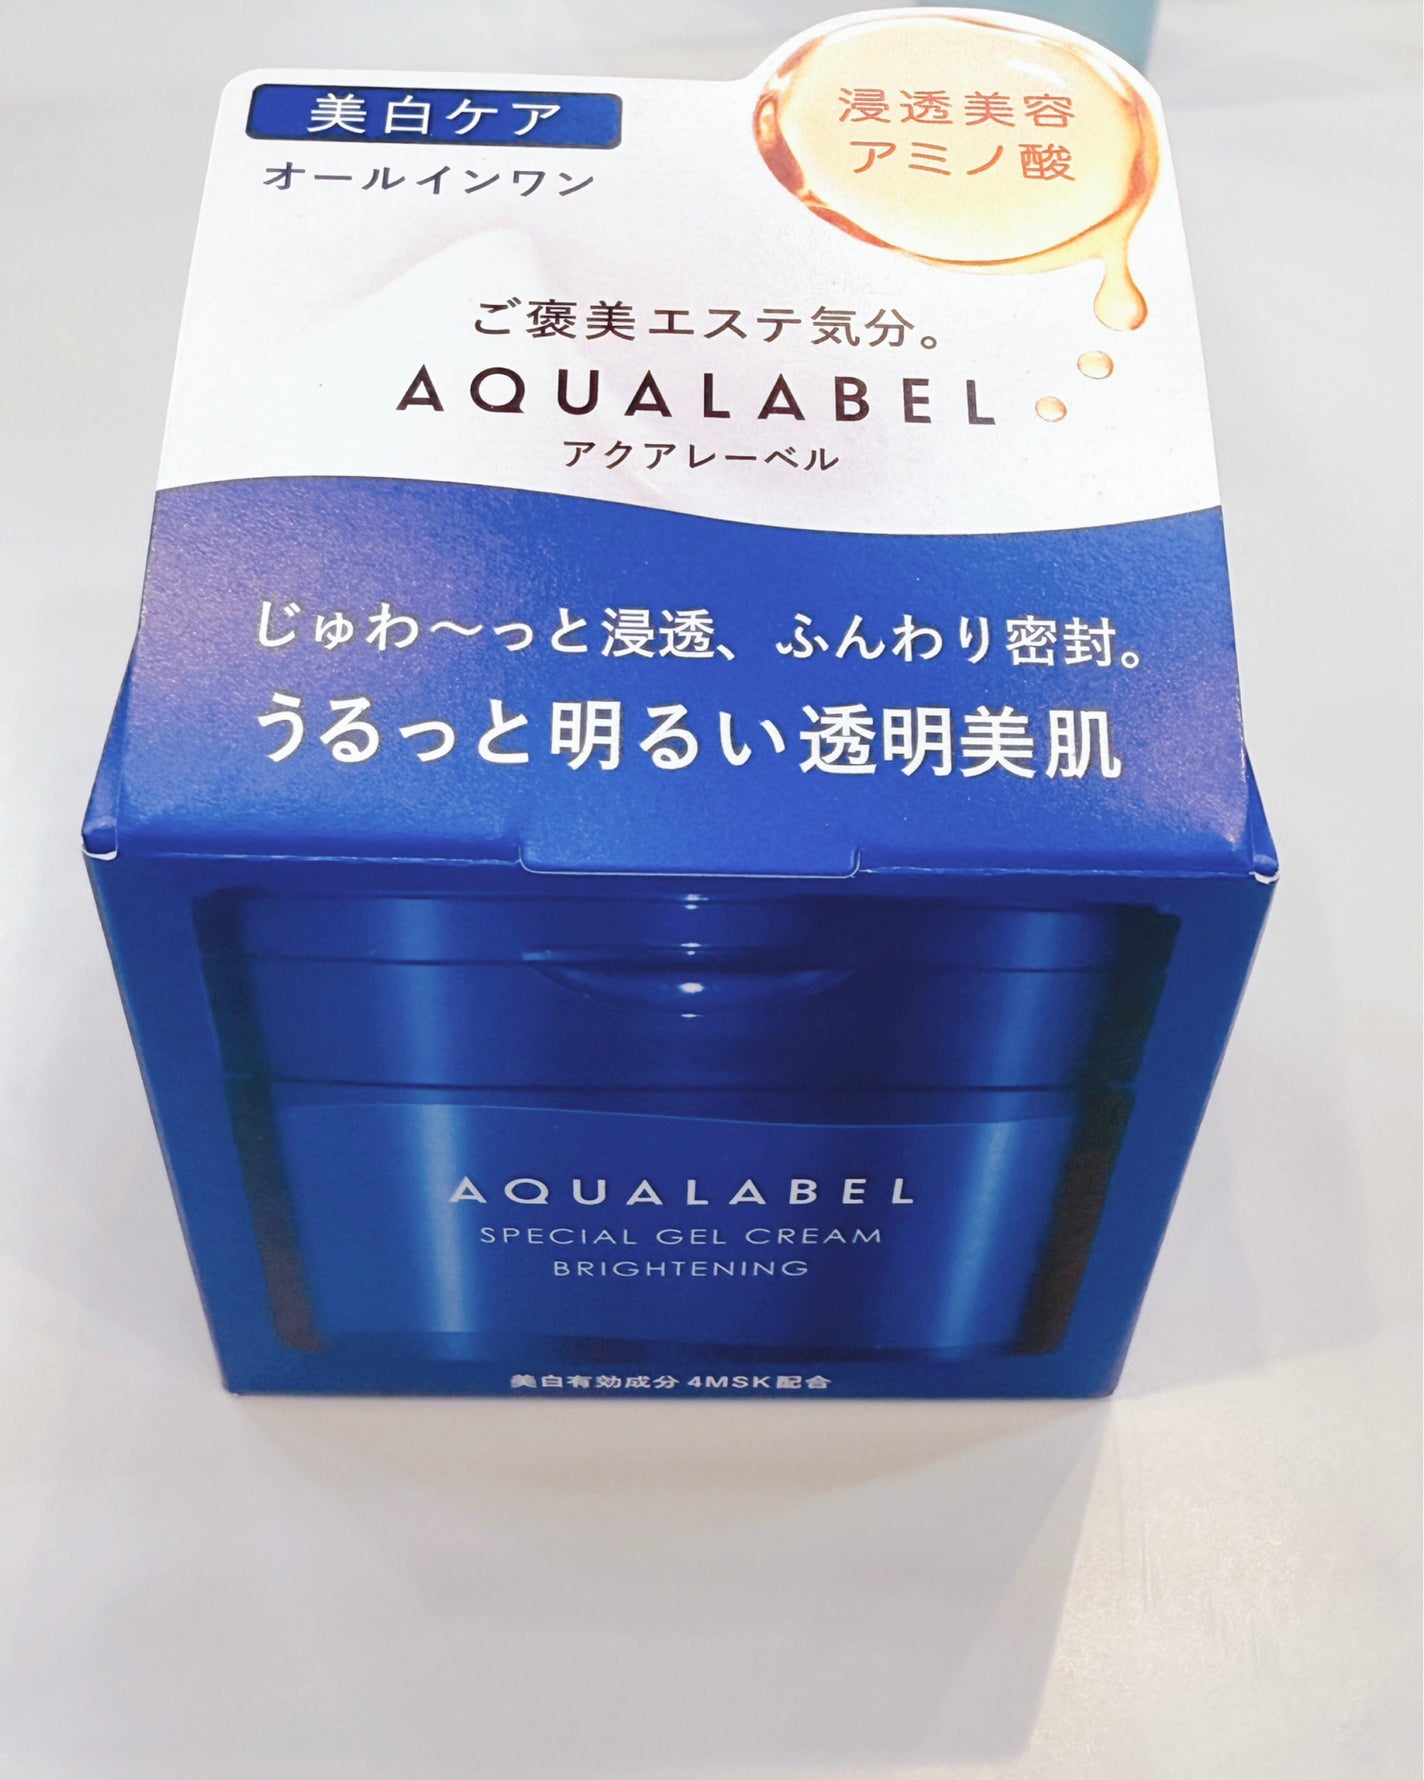 美白ケア
オールインワン
浸透美容
アミノ酸
ご褒美エステ気分。
AQUALABEL
アクアレーベル
じゅわ〜っと浸透、ふんわり密封。
うるっと明るい透明美肌
AQUALABEL
SPECIAL GEL CREAM
BRIGHTENING
美白有効成分 4MSK配合